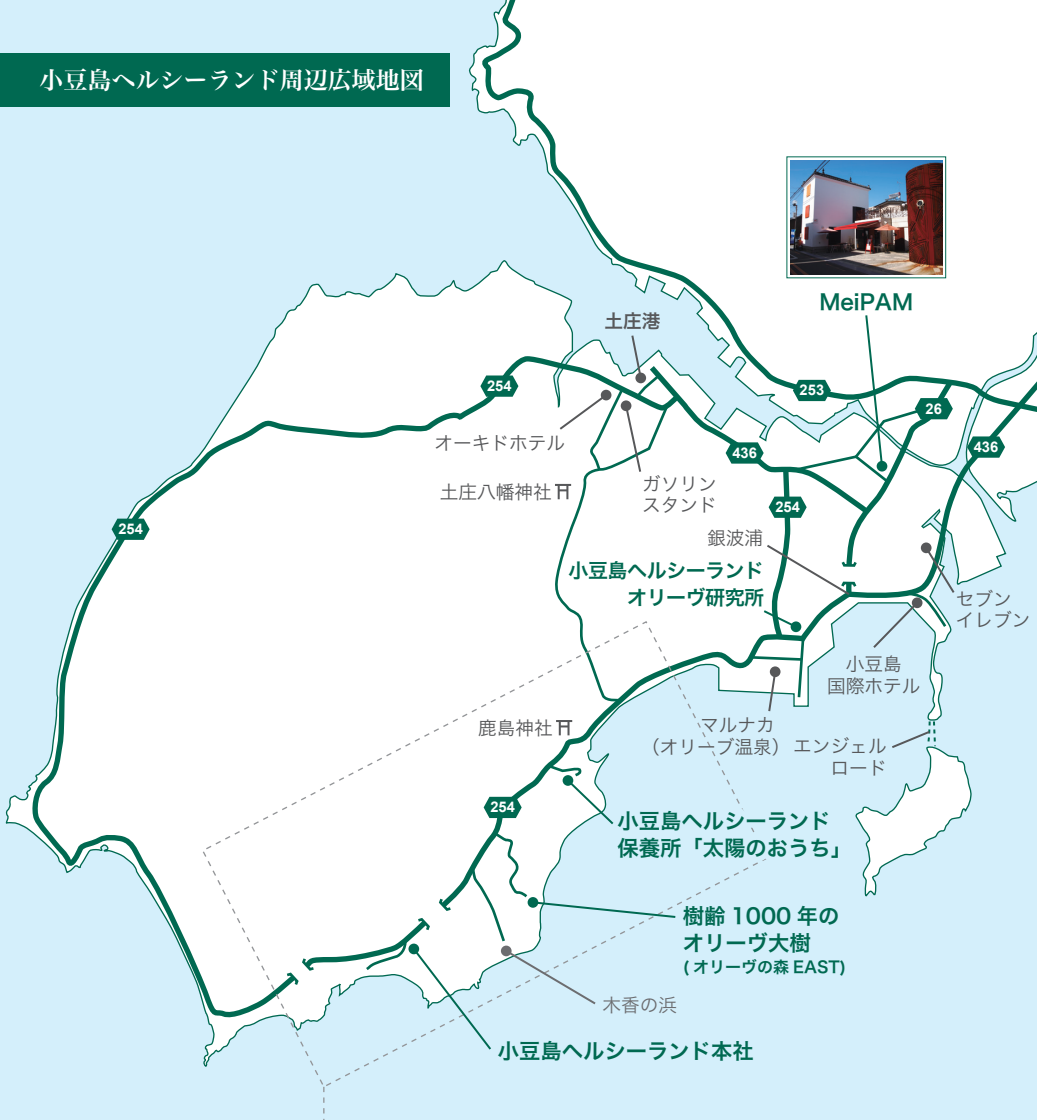 小豆島ヘルシーランド周辺広域地図
MeiPAM
土庄港
254
253
26
オーキドホテル
436
436
土庄八幡神社
ガソリン
スタンド
254
254
銀波浦
小豆島ヘルシーランド
オリーヴ研究所
セブン
イレブン
小豆島
国際ホテル
鹿島神社
マルナカ
（オリーブ温泉）
エンジェル
ロード
254
小豆島ヘルシーランド
保養所「太陽のおうち」
樹齢 1000 年の
オリーヴ大樹
( オリーヴの森 EAST)
木香の浜
小豆島ヘルシーランド本社